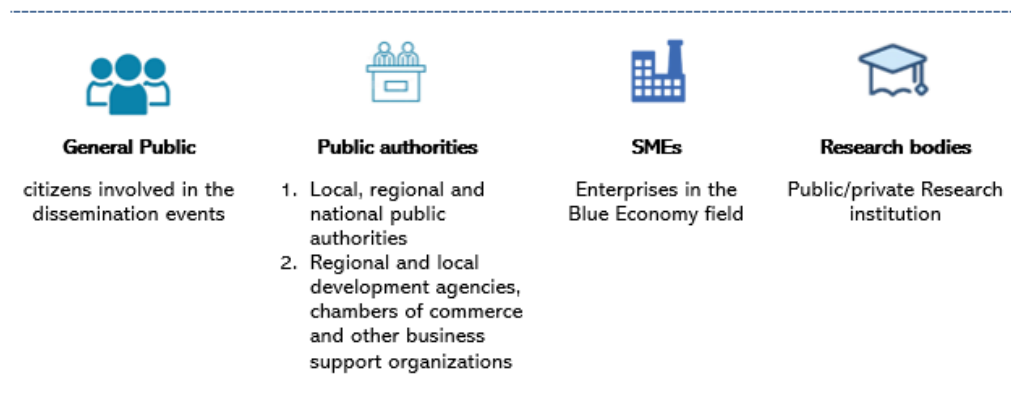 General Public
citizens involved in the
dissemination events
Public authorities
1. Local, regional and
national public
authorities
2. Regional and local
development agencies,
chambers of commerce
and other business
support organizations
SMEs
Enterprises in the
Blue Economy field
Research bodies
Public/private Research
institution